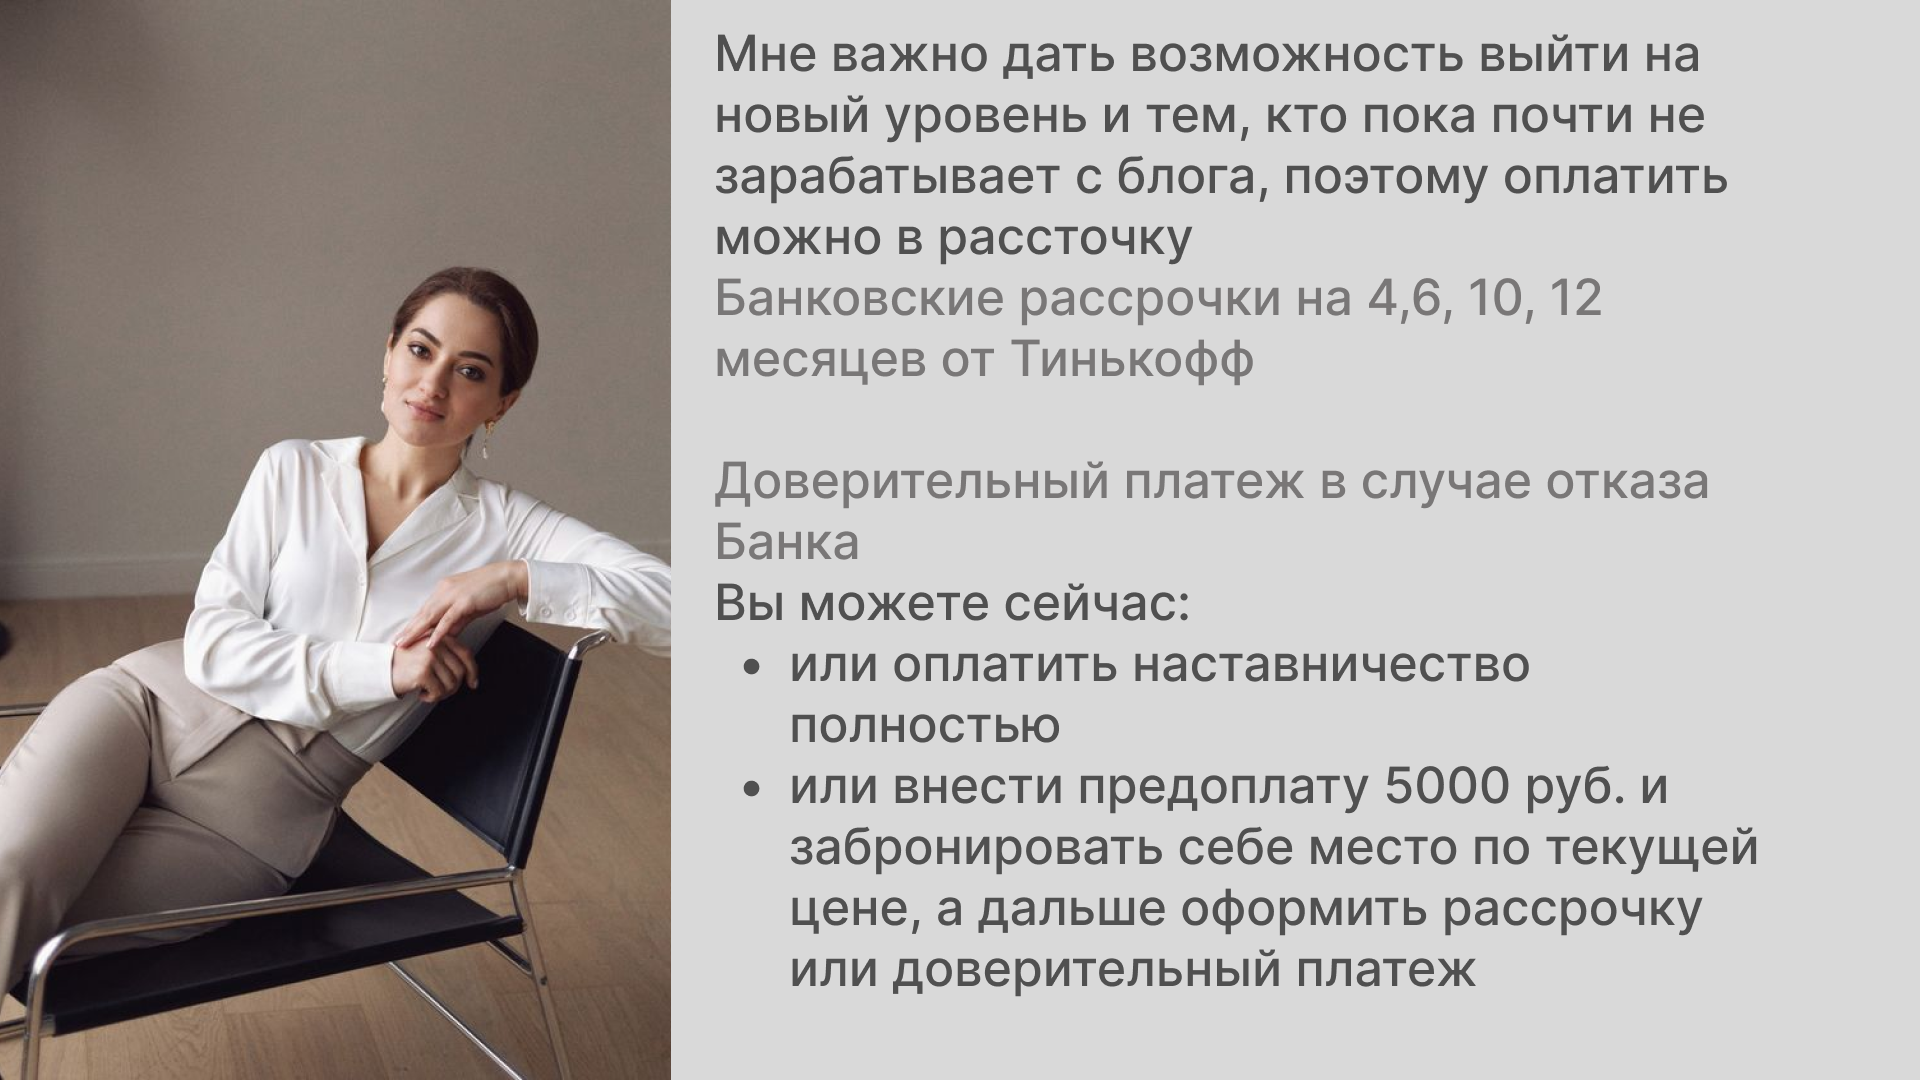 Мне важно дать возможность выйти на
новый уровень и тем, кто пока почти не
зарабатывает с блога, поэтому оплатить
можно в рассточку
Банковские рассрочки на 4,6, 10, 12
месяцев от Тинькофф
Доверительный платеж в случае отказа
Банка
Вы можете сейчас:
• или оплатить наставничество
полностью
• или внести предоплату 5000 руб. и
забронировать себе место по текущей
цене, а дальше оформить рассрочку
или доверительный платеж